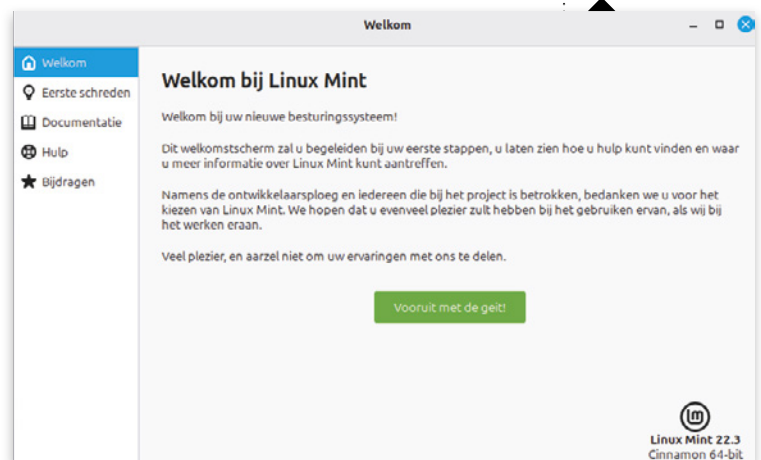 Welkom
Welkom
Eerste schreden
Documentatie
Hulp
Bijdragen
Welkom bij Linux Mint
Welkom bij uw nieuwe besturingssysteem!
Dit welkomstscherm zal u begeleiden bij uw eerste stappen, u laten zien hoe u hulp kunt vinden en waar
u meer informatie over Linux Mint kunt aantreffen.
Namens de ontwikkelaarsploeg en iedereen die bij het project is betrokken, bedanken we u voor het
kiezen van Linux Mint. We hopen dat u evenveel plezier zult hebben bij het gebruiken ervan, als wij bij
het werken eraan.
Veel plezier, en aarzel niet om uw ervaringen met ons te delen.
Vooruit met de geit!
Linux Mint 22.3
Cinnamon 64-bit